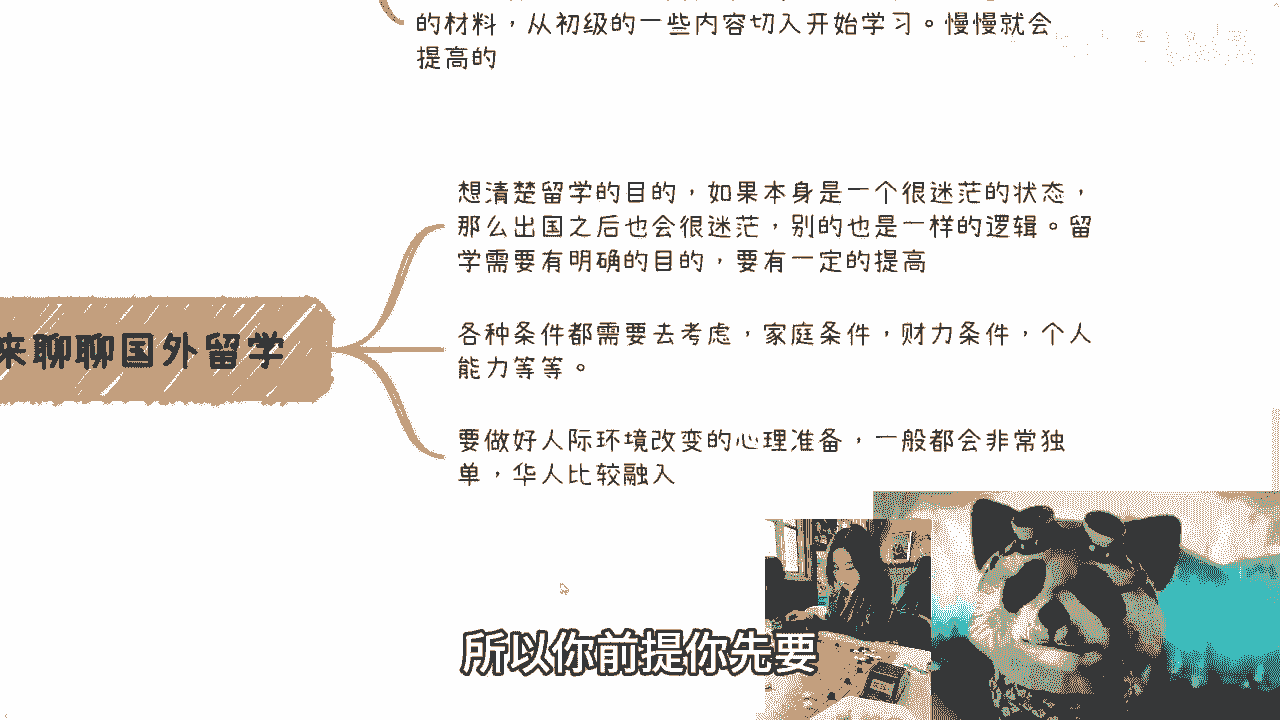 的材料，从初级的一些内容切入开始学习。慢慢就会
提高的
想清楚留学的目的，如果本身是一个很迷茫的状态，
那么出国之后也会很迷茫，别的也是一样的逻辑。留
学需要有明确的目的，要有一定的提高
来聊聊国外留学
各种条件都需要去考虑，家庭条件，财力条件，个人
能力等等。
要做好人际环境改变的心理准备，一般都会非常独
单，华人比较融入
所以你前提你先要